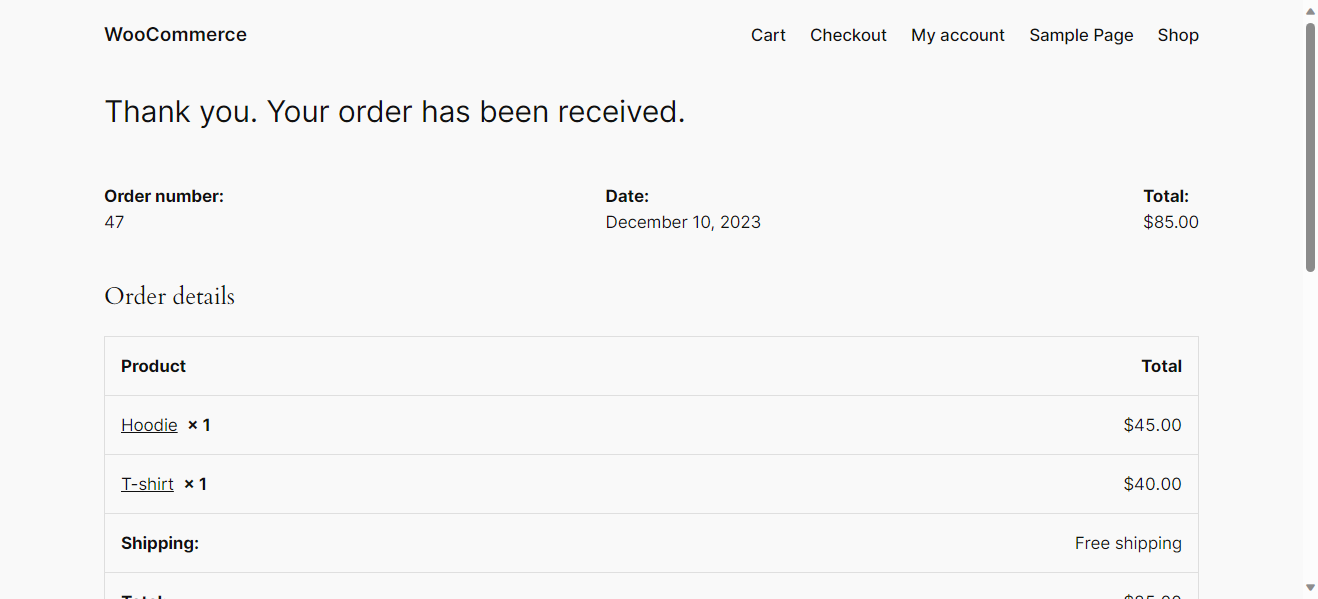 WooCommerce Cart Checkout My account Sample Page Shop
Thank you. Your order has been received.
Order number: Date: Total:
47 December 10, 2023 $85.00
Order details
Product Total
Hoodie × 1 $45.00
T-shirt × 1 $40.00
Shipping: Free shipping